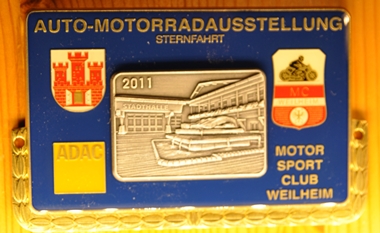 AUTO-MOTORRADAUSSTELLUNG
STERNFAHRT
2011
STADTHALLE
MC
ADAC
MOTOR
SPORT
CLUB
WEILHEIM